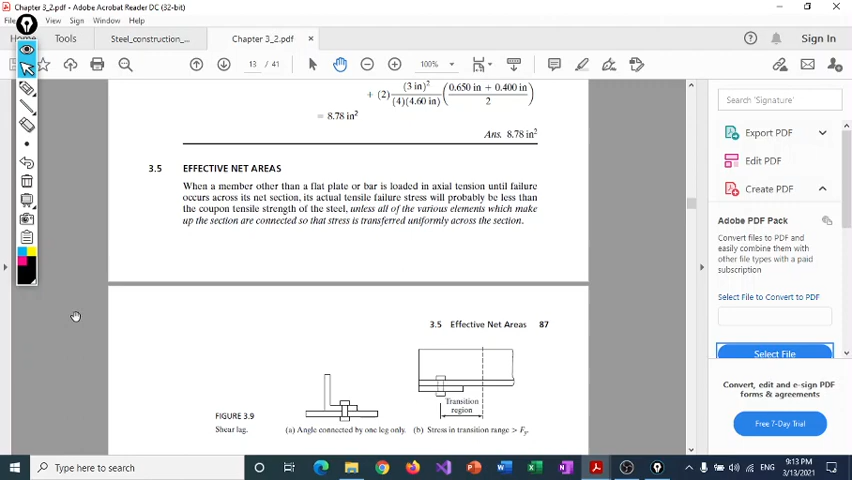 Chapter 3_2.pdf - Adobe Acrobat Reader DC (32-bit)
View Sign Window Help
Tools
Steel_construction_...
Chapter 3_2.pdf ×
Sign In
13 / 41
100%
+ (2) (3 in)² / (4)(4.60 in) (0.650 in + 0.400 in / 2)
= 8.78 in²
Ans. 8.78 in²
3.5 EFFECTIVE NET AREAS
When a member other than a flat plate or bar is loaded in axial tension until failure
occurs across its net section, its actual tensile failure stress will probably be less than
the coupon tensile strength of the steel, unless all of the various elements which make
up the section are connected so that stress is transferred uniformly across the section.
3.5 Effective Net Areas 87
Transition
region
FIGURE 3.9
Shear lag.
(a) Angle connected by one leg only.
(b) Stress in transition range > Fy.
Search 'Signature'
Export PDF
Edit PDF
Create PDF
Adobe PDF Pack
Convert files to PDF and
easily combine them with
other file types with a paid
subscription
Select File to Convert to PDF
Select File
Convert, edit and e-sign PDF
forms & agreements
Free 7-Day Trial
Type here to search
ENG
9:13 PM
3/13/2021